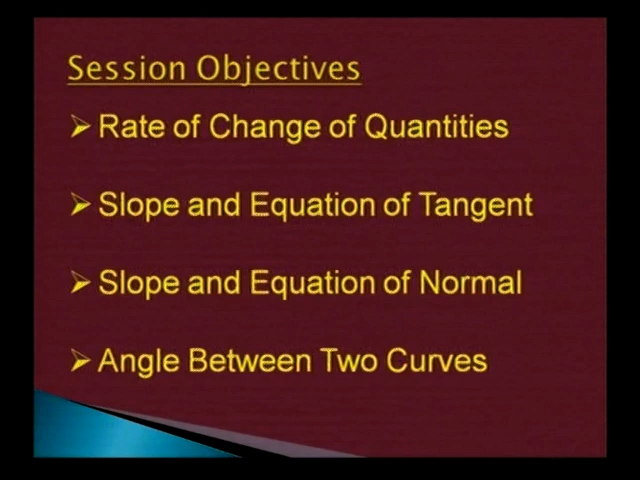 Session Objectives
➢ Rate of Change of Quantities
➢ Slope and Equation of Tangent
➢ Slope and Equation of Normal
➢ Angle Between Two Curves